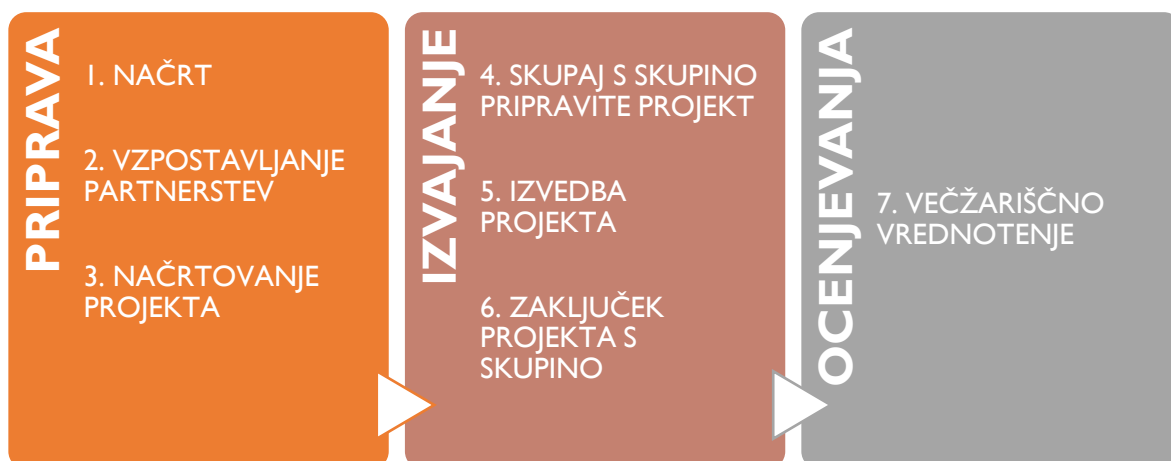 PRIPRAVA
1. NAČRT
2. VZPOSTAVLJANJE
PARTNERSTEV
3. NAČRTOVANJE
PROJEKTA
IZVAJANJE
4. SKUPAJ S SKUPINO
PRIPRAVITE PROJEKT
5. IZVEDBA
PROJEKTA
6. ZAKLJUČEK
PROJEKTA S
SKUPINO
OCENJEVANJA
7. VEČŽARIŠČNO
VREDNOTENJE